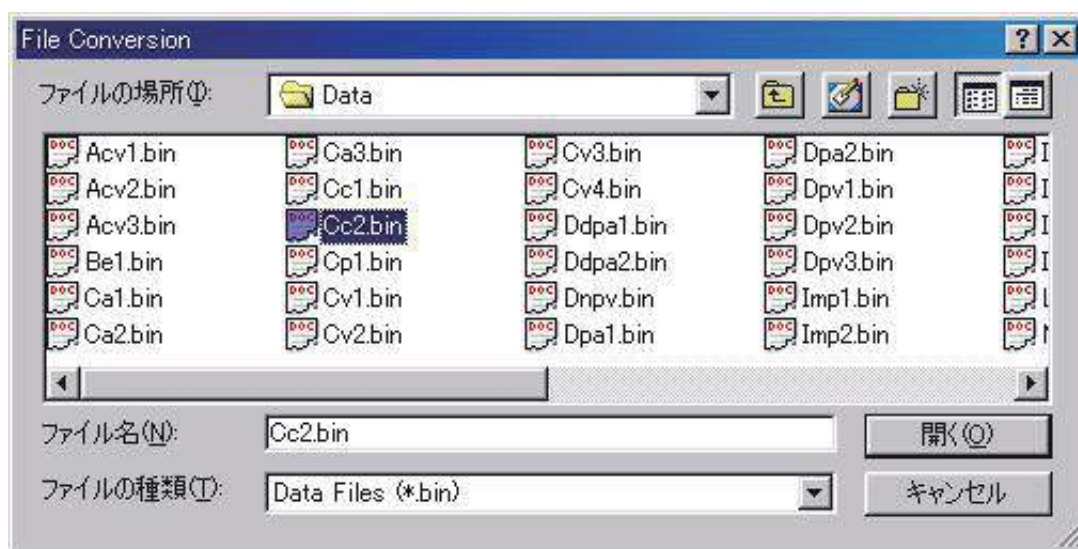 File Conversion
ファイルの場所(I): Data
Acv1.bin Ca3.bin Cv3.bin Dpa2.bin I
Acv2.bin Cc1.bin Cv4.bin Dpv1.bin I
Acv3.bin Cc2.bin Ddpa1.bin Dpv2.bin I
Be1.bin Cp1.bin Ddpa2.bin Dpv3.bin I
Ca1.bin Cv1.bin Dnpv.bin Imp1.bin
Ca2.bin Cv2.bin Dpa1.bin Imp2.bin
ファイル名(N): Cc2.bin 開く(O)
ファイルの種類(T): Data Files (*.bin) キャンセル